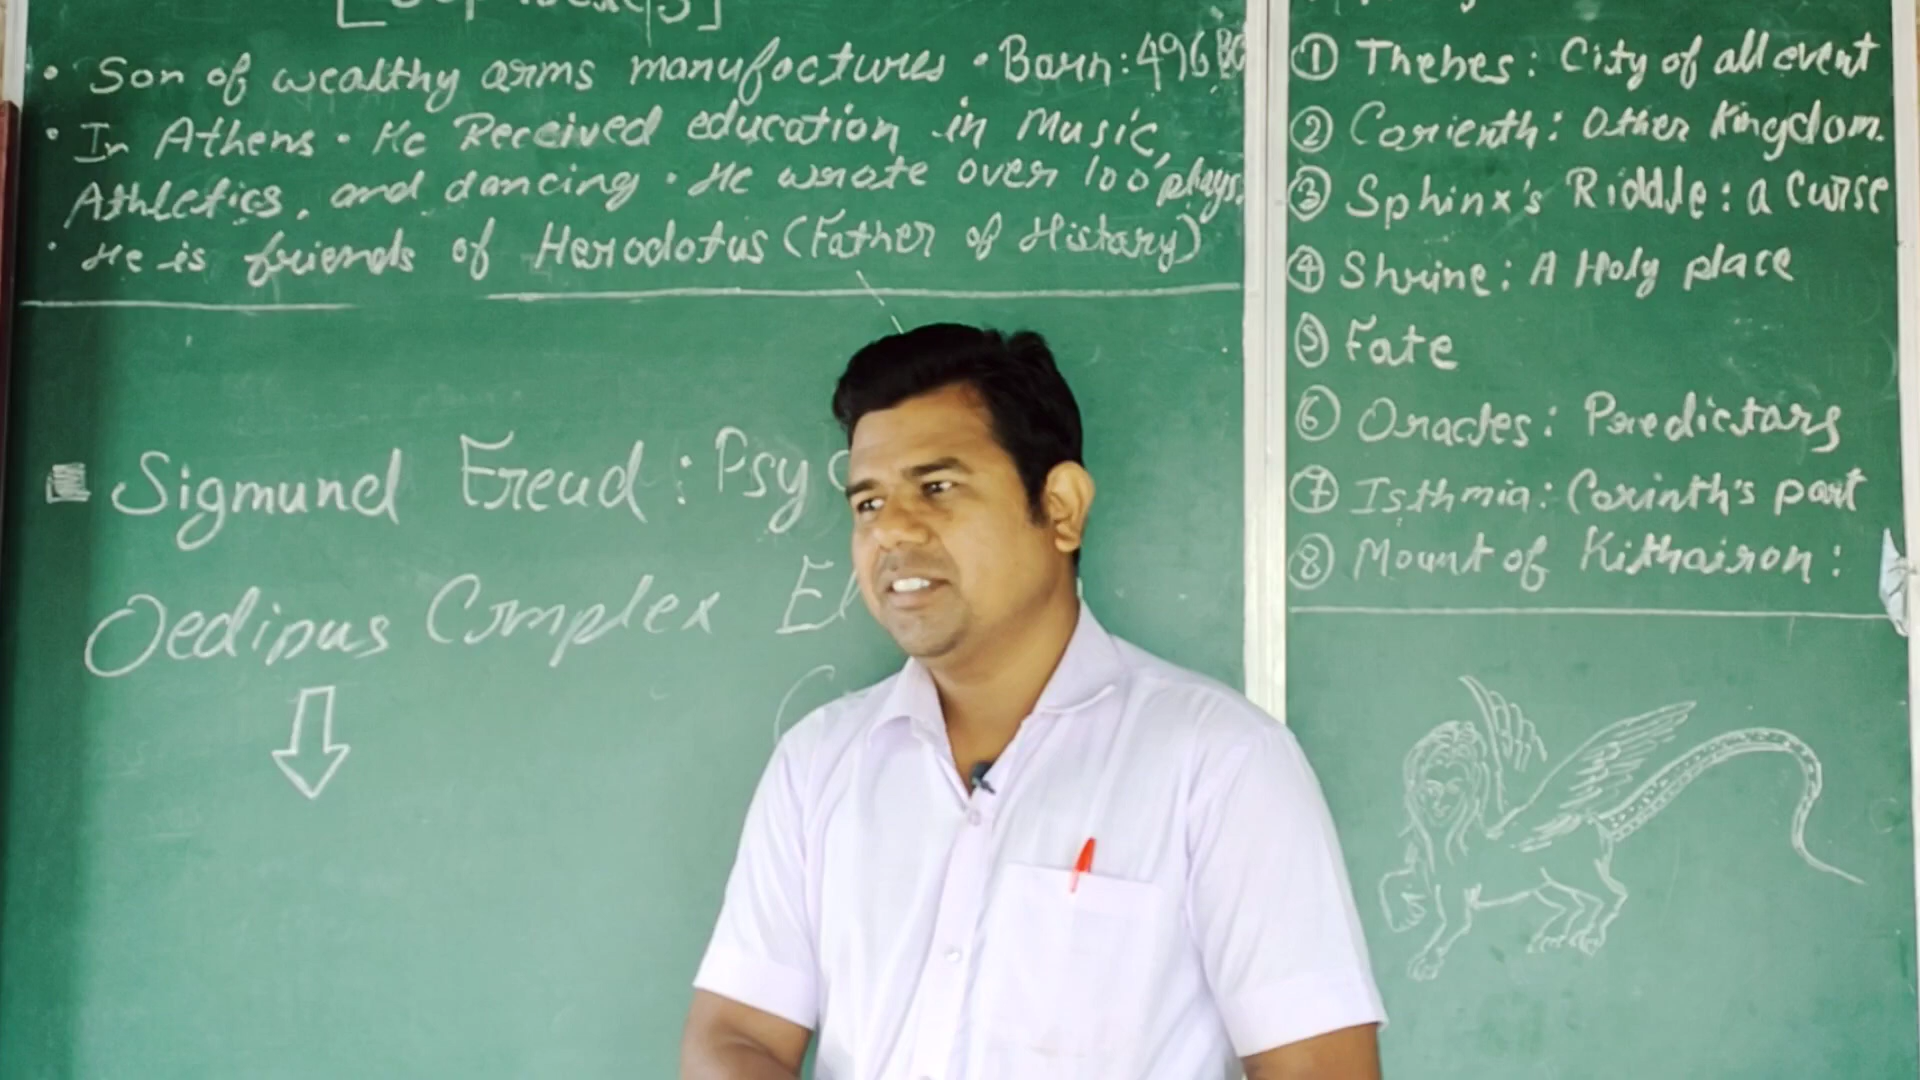 [Sophocles]
• Son of wealthy arms manufactures • Born: 496 BC
• In Athens • He Received education in Music,
Athletics, and dancing • He wrote over 100 plays.
• He is friends of Herodotus (Father of History)
Sigmund Freud: Psy
Oedipus Complex El
① Thebes: City of all event
② Corienth: Other Kingdom.
③ Sphinx's Riddle: a curse
④ Shrine: A Holy place
⑤ Fate
⑥ Oracles: Predictors
⑦ Isthmia: Corinth's part
⑧ Mount of Kithairon: